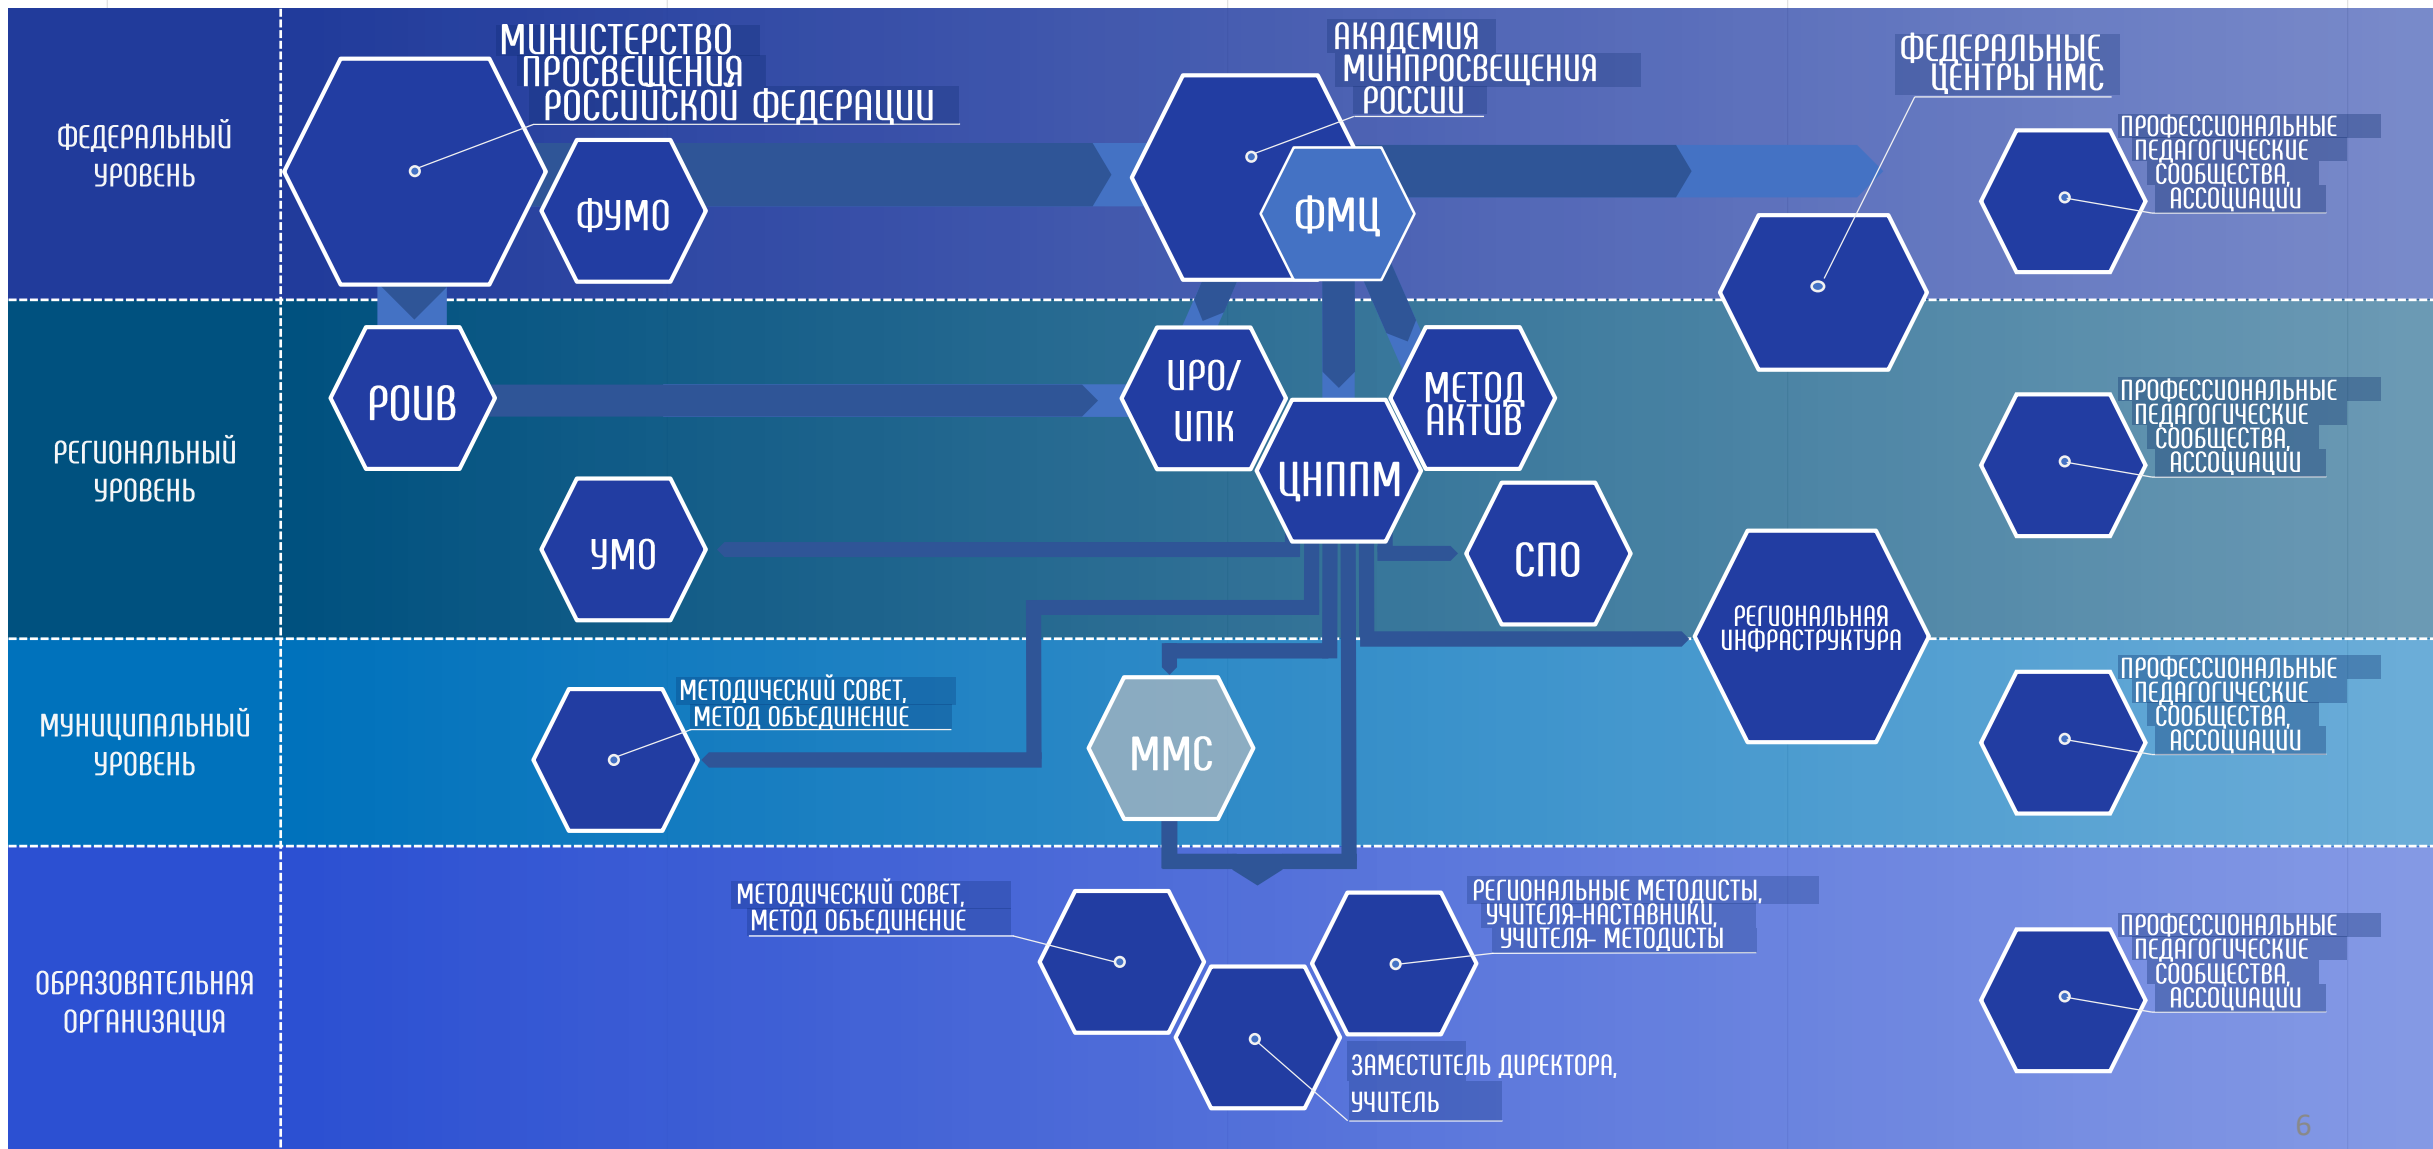 ФЕДЕРАЛЬНЫЙ
УРОВЕНЬ
МИНИСТЕРСТВО
ПРОСВЕЩЕНИЯ
РОССИЙСКОЙ ФЕДЕРАЦИИ
ФУМО
АКАДЕМИЯ
МИНПРОСВЕЩЕНИЯ
РОССИИ
ФМЦ
ФЕДЕРАЛЬНЫЕ
ЦЕНТРЫ НМС
ПРОФЕССИОНАЛЬНЫЕ
ПЕДАГОГИЧЕСКИЕ
СООБЩЕСТВА,
АССОЦИАЦИИ
РЕГИОНАЛЬНЫЙ
УРОВЕНЬ
РОИВ
ИРО/
ИПК
МЕТОД
АКТИВ
ЦНППМ
УМО
СПО
РЕГИОНАЛЬНАЯ
ИНФРАСТРУКТУРА
ПРОФЕССИОНАЛЬНЫЕ
ПЕДАГОГИЧЕСКИЕ
СООБЩЕСТВА,
АССОЦИАЦИИ
МУНИЦИПАЛЬНЫЙ
УРОВЕНЬ
МЕТОДИЧЕСКИЙ СОВЕТ,
МЕТОД ОБЪЕДИНЕНИЕ
ММС
ПРОФЕССИОНАЛЬНЫЕ
ПЕДАГОГИЧЕСКИЕ
СООБЩЕСТВА,
АССОЦИАЦИИ
ОБРАЗОВАТЕЛЬНАЯ
ОРГАНИЗАЦИЯ
МЕТОДИЧЕСКИЙ СОВЕТ,
МЕТОД ОБЪЕДИНЕНИЕ
РЕГИОНАЛЬНЫЕ МЕТОДИСТЫ,
УЧИТЕЛЯ-НАСТАВНИКИ,
УЧИТЕЛЯ- МЕТОДИСТЫ
ЗАМЕСТИТЕЛЬ ДИРЕКТОРА,
УЧИТЕЛЬ
ПРОФЕССИОНАЛЬНЫЕ
ПЕДАГОГИЧЕСКИЕ
СООБЩЕСТВА,
АССОЦИАЦИИ
6